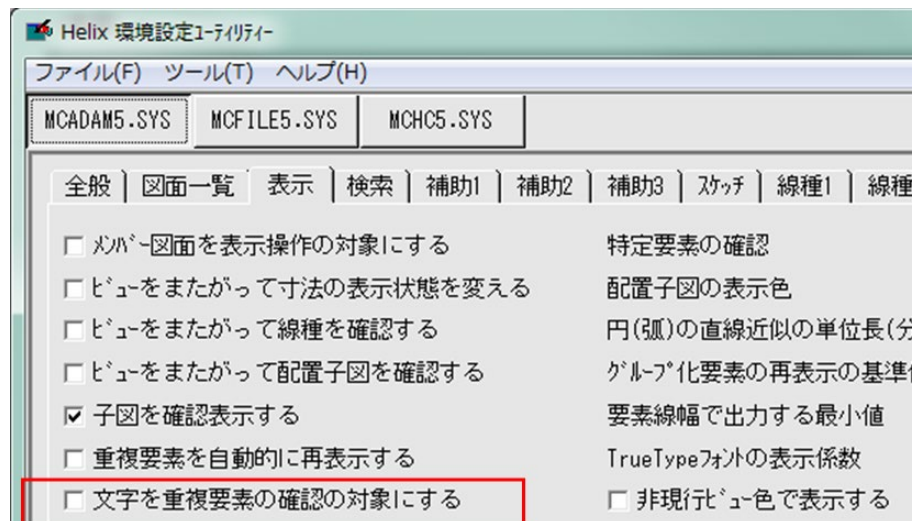 Helix 環境設定ﾕｰﾃｨﾘﾃｨｰ
ファイル(F) ツール(T) ヘルプ(H)
MCADAM5.SYS MCFILE5.SYS MCHC5.SYS
全般 図面一覧 表示 検索 補助1 補助2 補助3 ｽｹｯﾁ 線種1 線種
ﾒﾝﾊﾞｰ図面を表示操作の対象にする
ﾋﾞｭｰをまたがって寸法の表示状態を変える
ﾋﾞｭｰをまたがって線種を確認する
ﾋﾞｭｰをまたがって配置子図を確認する
子図を確認表示する
重複要素を自動的に再表示する
文字を重複要素の確認の対象にする
特定要素の確認
配置子図の表示色
円(弧)の直線近似の単位長(分
ｸﾞﾙｰﾌﾟ化要素の再表示の基準
要素線幅で出力する最小値
TrueTypeﾌｫﾝﾄの表示係数
非現行ﾋﾞｭｰ色で表示する